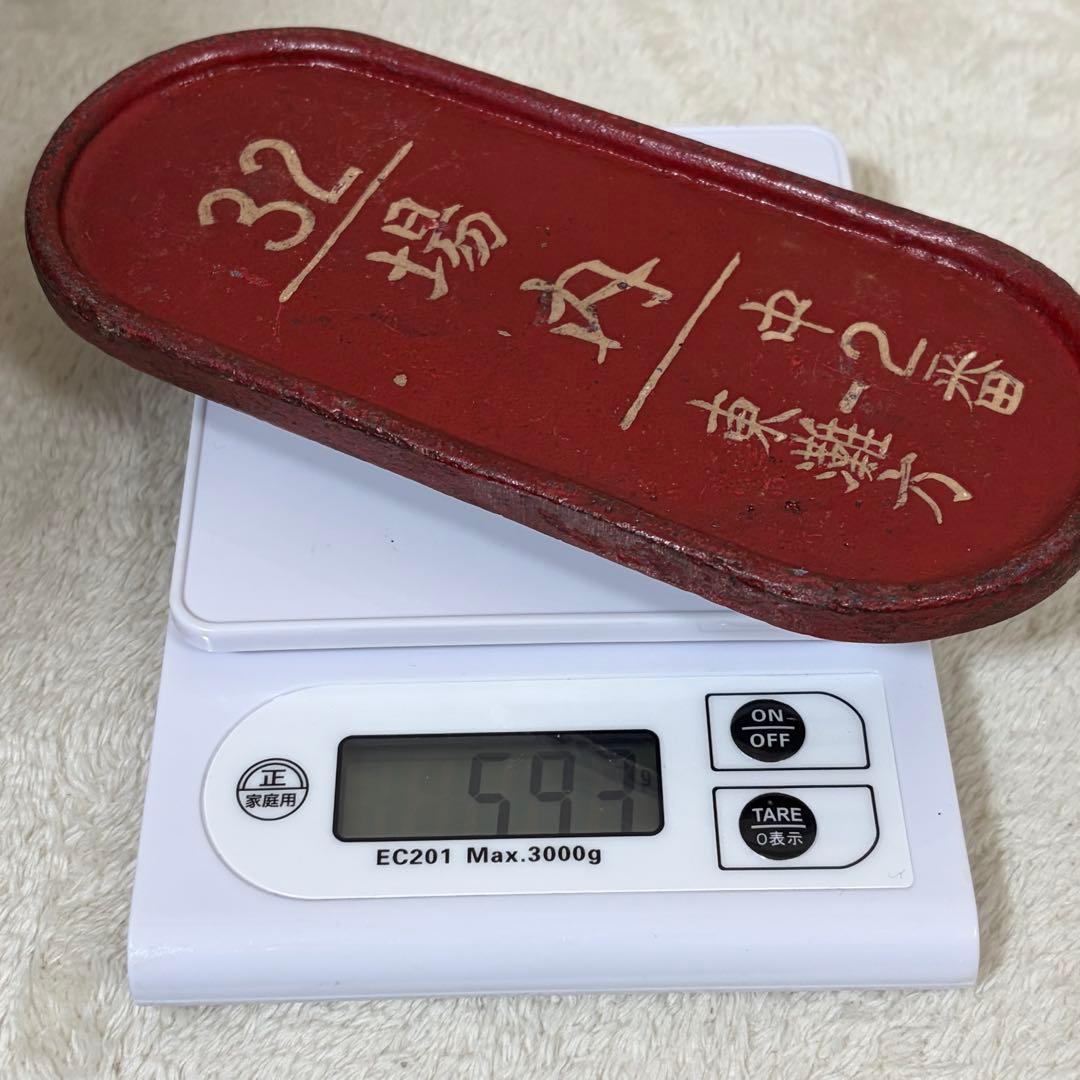 32
場内
中-2番
東灘方
593g
EC201 Max.3000g
正
家庭用
ON
OFF
TARE
0表示